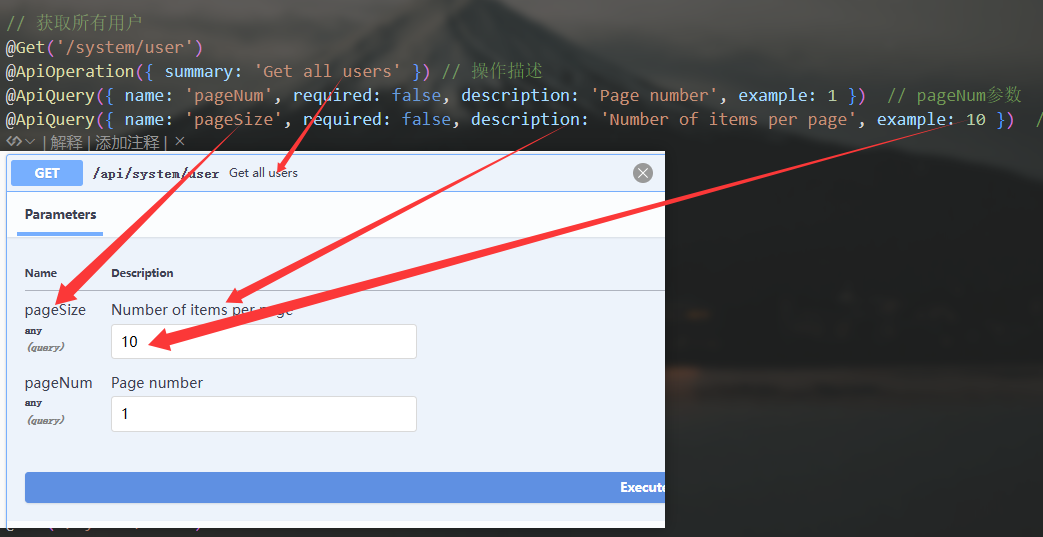 // 获取所有用户
@Get('/system/user')
@ApiOperation({ summary: 'Get all users' }) // 操作描述
@ApiQuery({ name: 'pageNum', required: false, description: 'Page number', example: 1 })  // pageNum参数
@ApiQuery({ name: 'pageSize', required: false, description: 'Number of items per page', example: 10 })  /
| 解释 | 添加注释 | ×
GET /api/system/user Get all users
Parameters
Name Description
pageSize Number of items per page
any
(query)
10
pageNum Page number
any
(query)
1
Execute